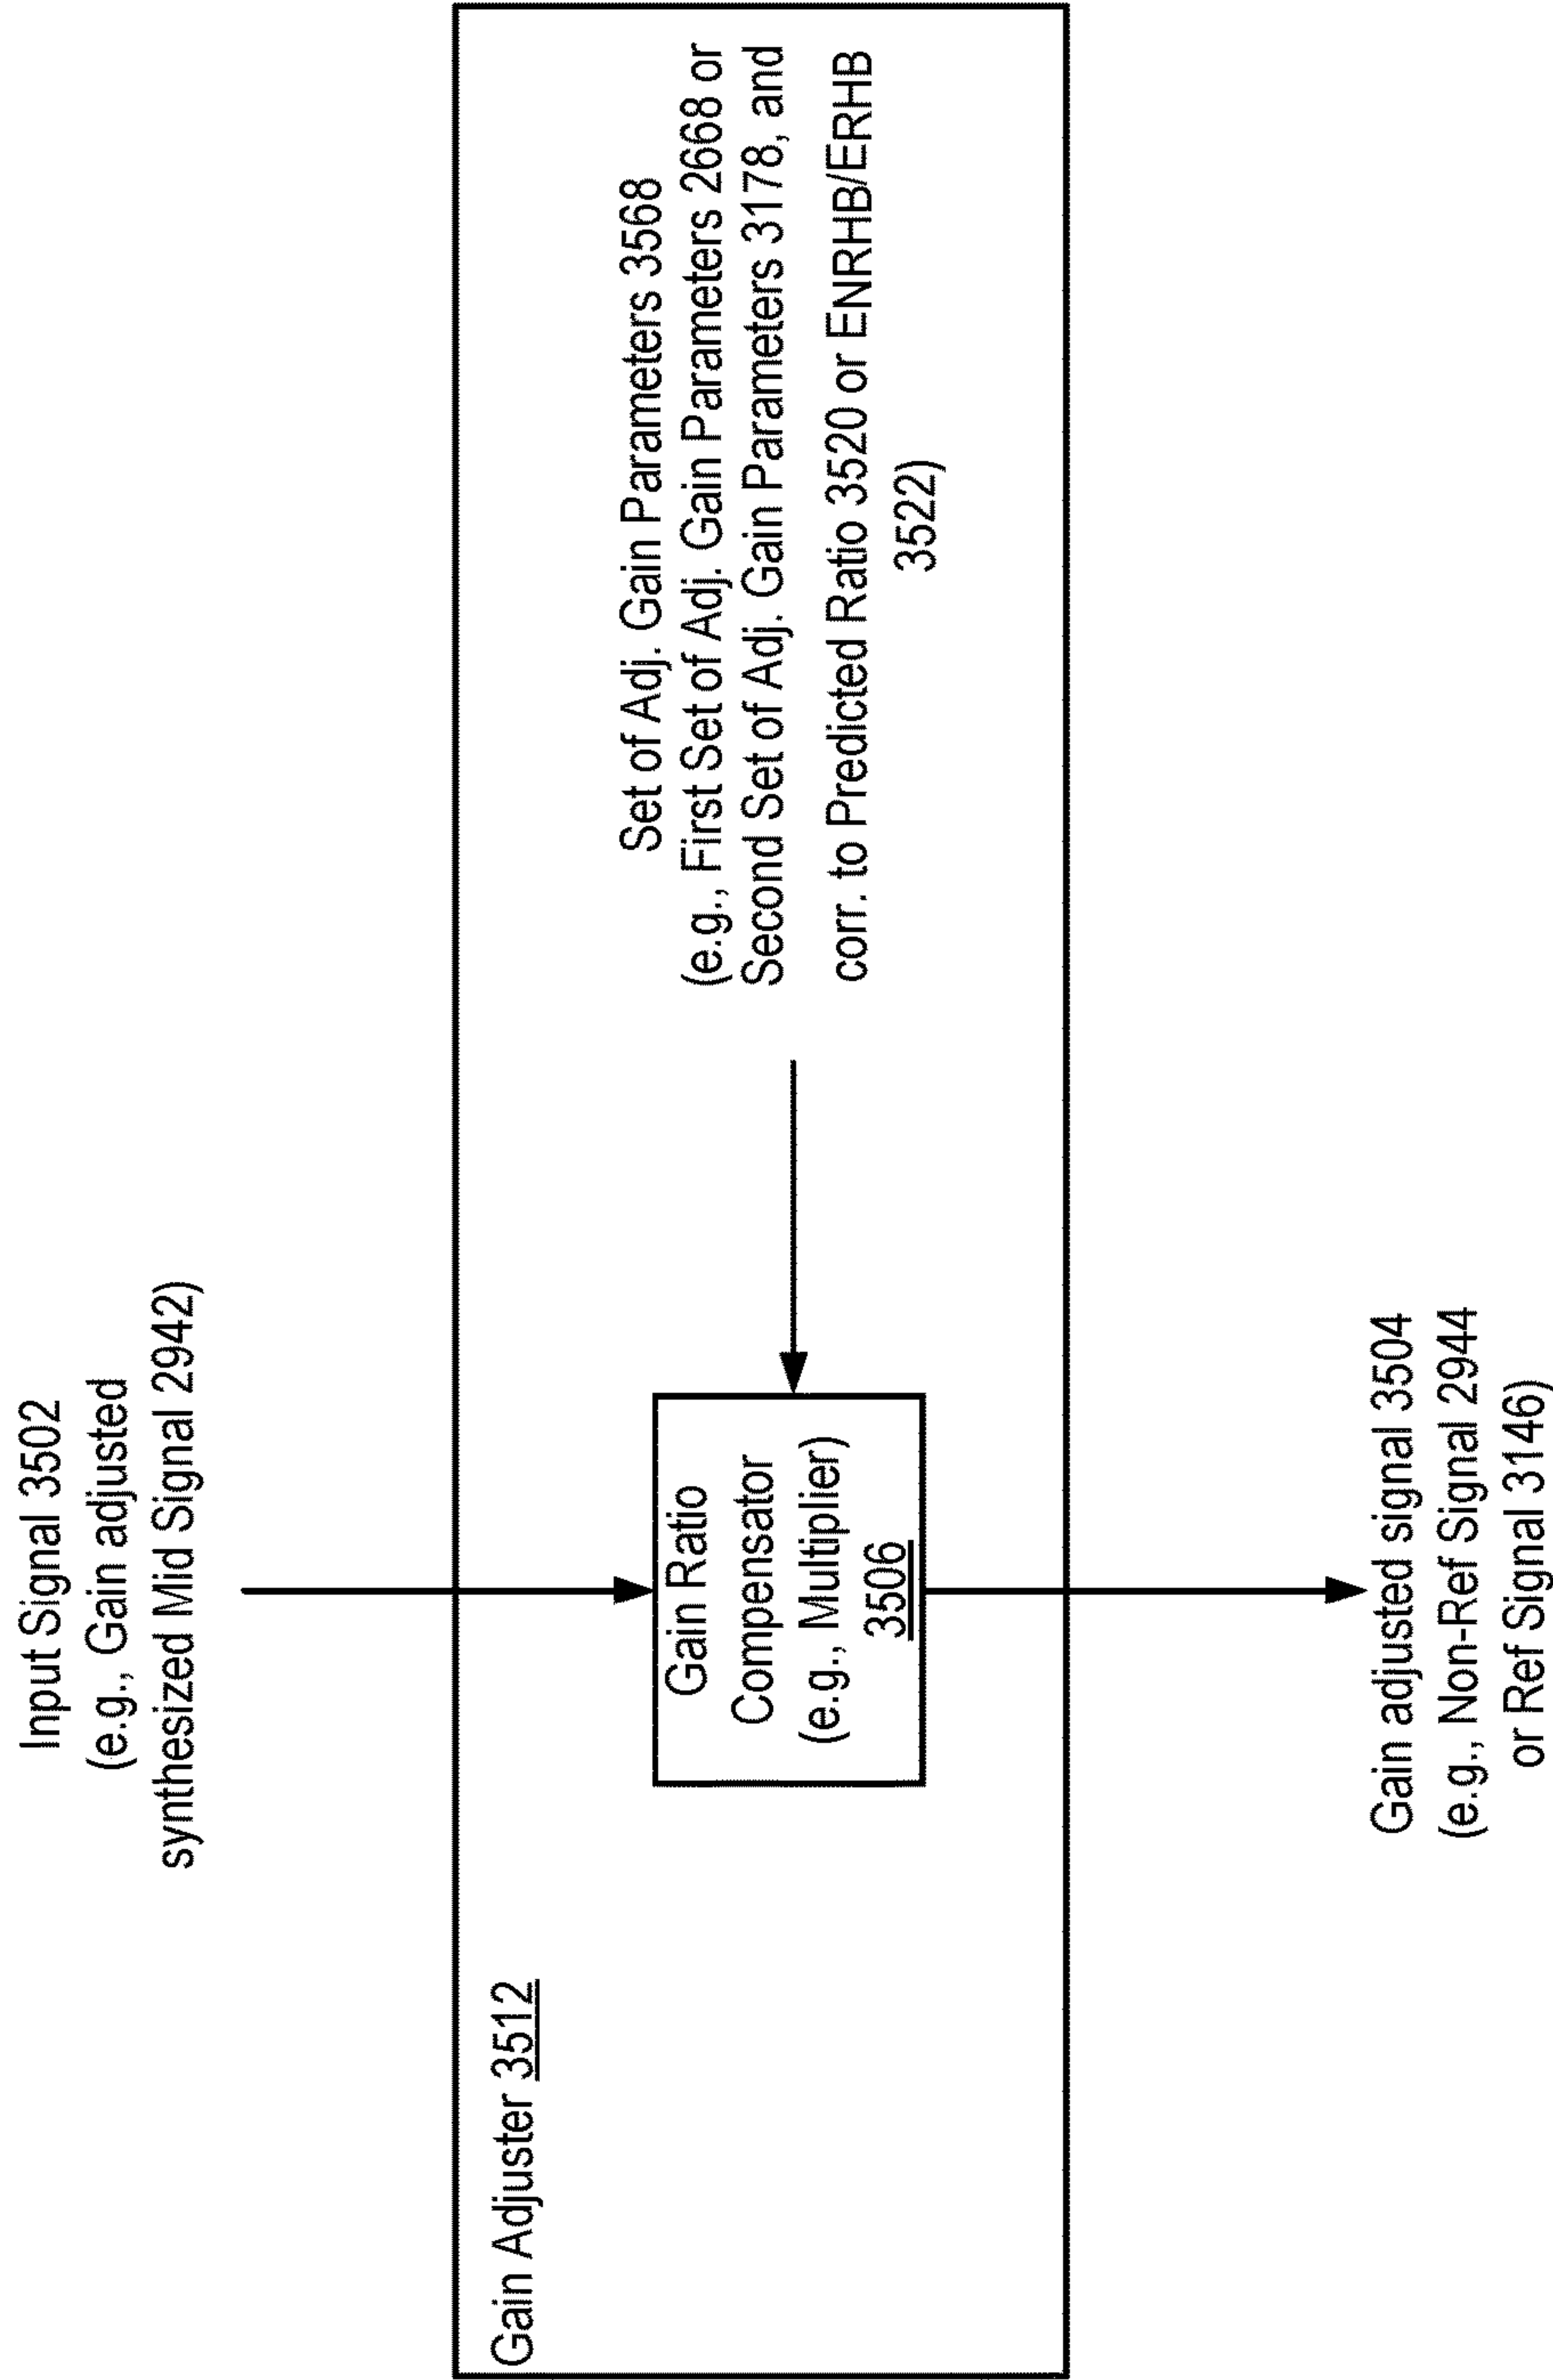 Input Signal 3502
(e.g., Gain adjusted
synthesized Mid Signal 2942)
Gain Adjuster 3512
Gain Ratio
Compensator
(e.g., Multiplier)
3506
Set of Adj. Gain Parameters 3568
(e.g., First Set of Adj. Gain Parameters 2668 or
Second Set of Adj. Gain Parameters 3178, and
corr. to Predicted Ratio 3520 or ENRHB/ERHB
3522)
Gain adjusted signal 3504
(e.g., Non-Ref Signal 2944
or Ref Signal 3146)